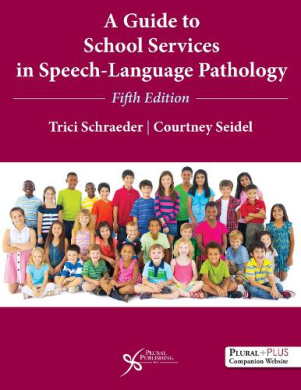 A Guide to
School Services
in Speech-Language Pathology
Fifth Edition
Trici Schraeder | Courtney Seidel
PLURAL+PLUS
Companion Website
PLURAL
PUBLISHING